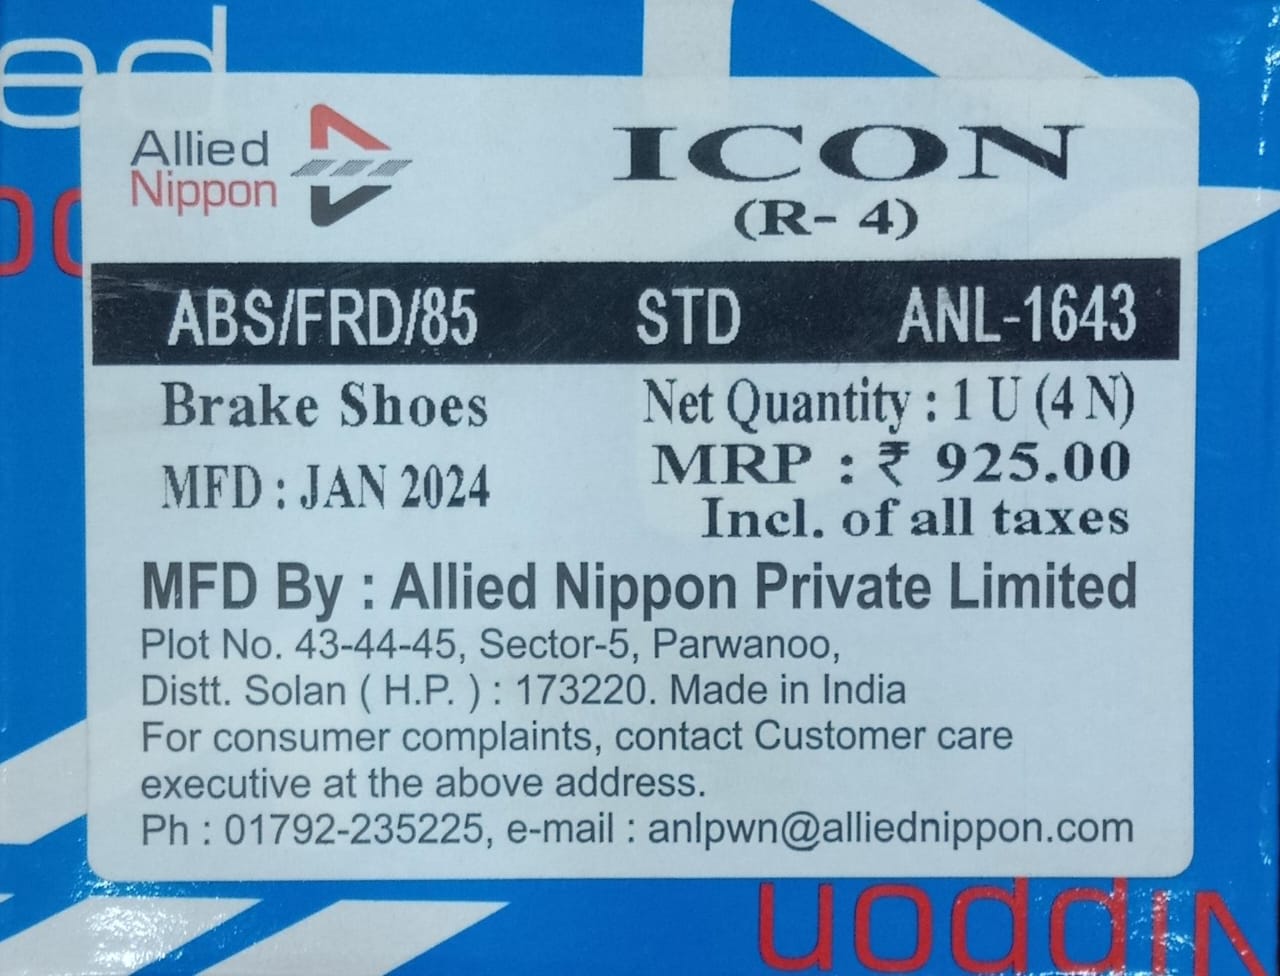 ed
Allied
Nippon
ICON
(R- 4)
ABS/FRD/85 STD ANL-1643
Brake Shoes Net Quantity : 1 U (4 N)
MFD : JAN 2024 MRP : ₹ 925.00
Incl. of all taxes
MFD By : Allied Nippon Private Limited
Plot No. 43-44-45, Sector-5, Parwanoo,
Distt. Solan ( H.P. ) : 173220. Made in India
For consumer complaints, contact Customer care
executive at the above address.
Ph : 01792-235225, e-mail : anlpwn@alliednippon.com
Nippon